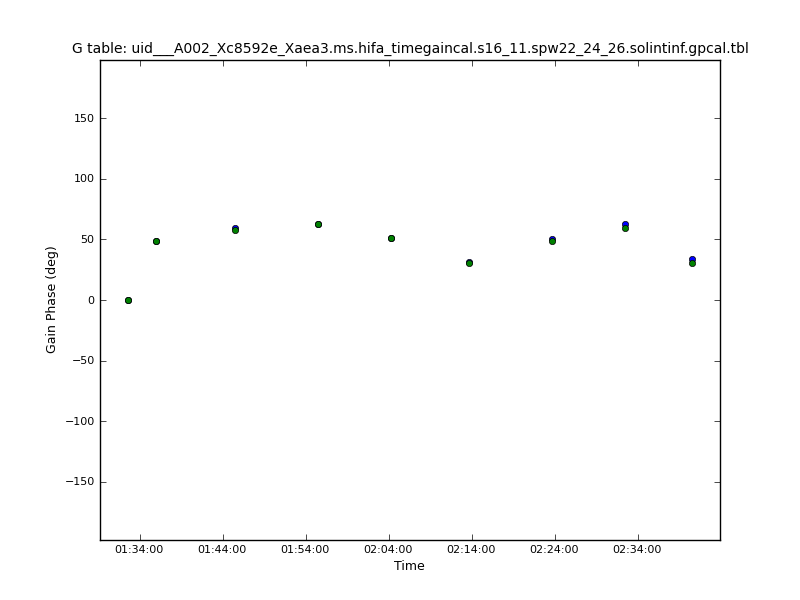 G table: uid___A002_Xc8592e_Xaea3.ms.hifa_timegaincal.s16_11.spw22_24_26.solintinf.gpcal.tbl
150
100
50
0
−50
−100
−150
Gain Phase (deg)
01:34:00 01:44:00 01:54:00 02:04:00 02:14:00 02:24:00 02:34:00
Time